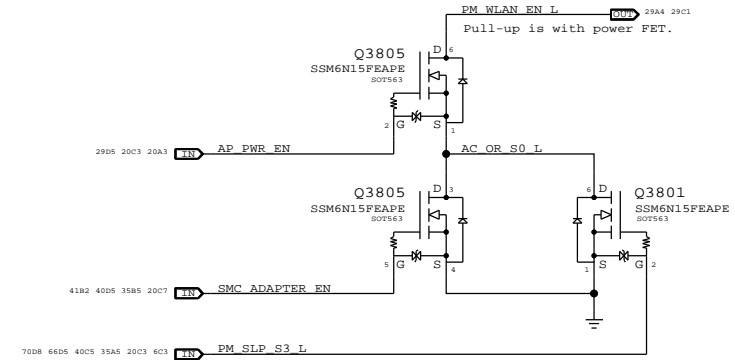 PM_WLAN_EN_L
OUT 29A4 29C1
Pull-up is with power FET.
Q3805
SSM6N15FEAPE
SOT563
D 6
2 G S 1
29D5 20C3 20A3 IN AP_PWR_EN
AC_OR_S0_L
Q3805
SSM6N15FEAPE
SOT563
D 3
5 G S 4
6 D
Q3801
SSM6N15FEAPE
SOT563
1 S G 2
41B2 40D5 35B5 20C7 IN SMC_ADAPTER_EN
70D8 66D5 40C5 35A5 20C3 6C3 IN PM_SLP_S3_L